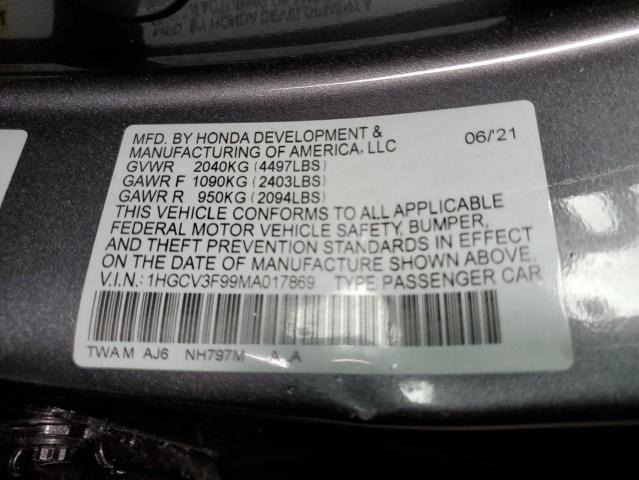 MFD. BY HONDA DEVELOPMENT &
MANUFACTURING OF AMERICA, LLC
06/21
GVWR 2040KG (4497LBS)
GAWR F 1090KG (2403LBS)
GAWR R 950KG (2094LBS)
THIS VEHICLE CONFORMS TO ALL APPLICABLE
FEDERAL MOTOR VEHICLE SAFETY, BUMPER,
AND THEFT PREVENTION STANDARDS IN EFFECT
ON THE DATE OF MANUFACTURE SHOWN ABOVE.
V.I.N.: 1HGCV3F99MA017869 TYPE PASSENGER CAR
TWA M AJ6 NH797M A A